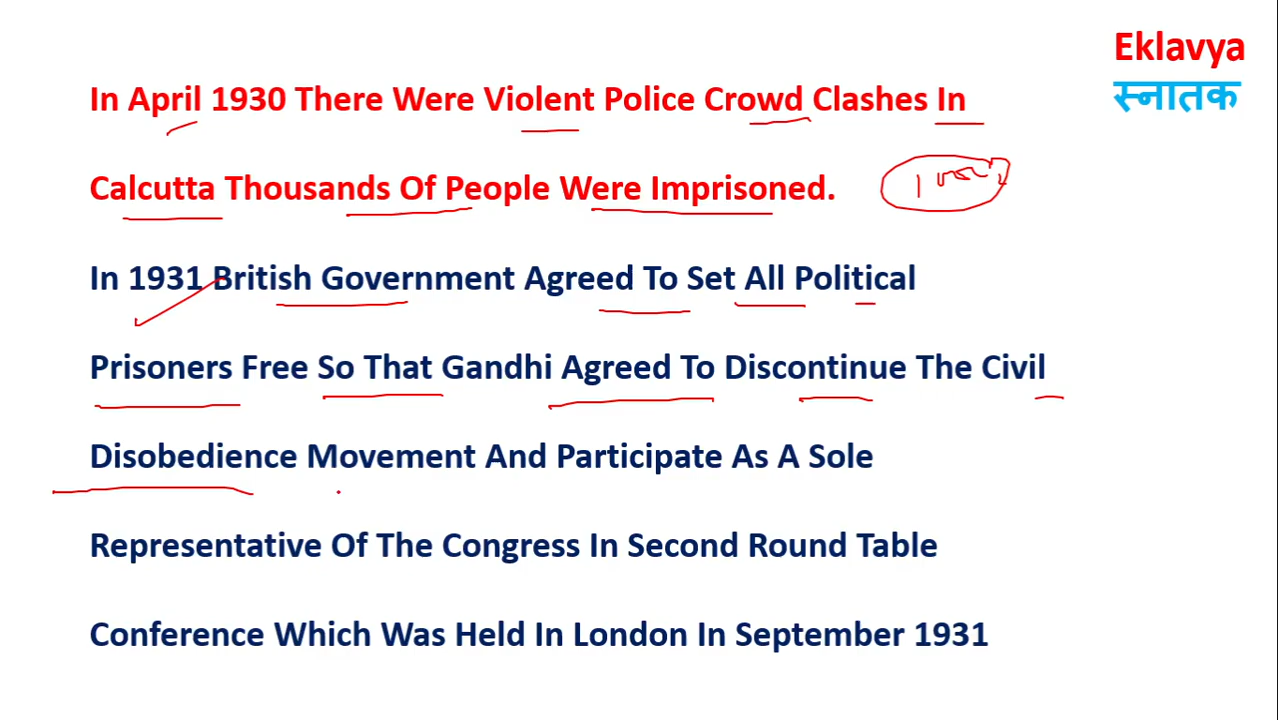 Eklavya
स्नातक
In April 1930 There Were Violent Police Crowd Clashes In
Calcutta Thousands Of People Were Imprisoned.
In 1931 British Government Agreed To Set All Political
Prisoners Free So That Gandhi Agreed To Discontinue The Civil
Disobedience Movement And Participate As A Sole
Representative Of The Congress In Second Round Table
Conference Which Was Held In London In September 1931